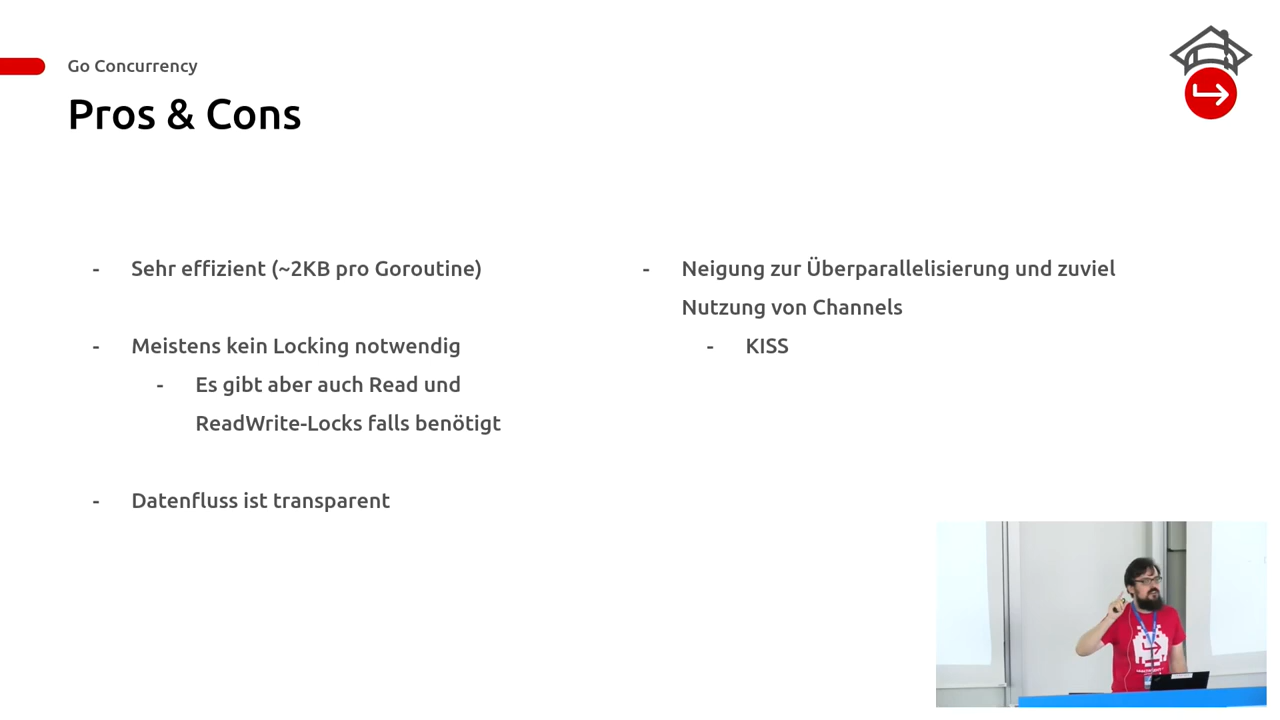 Go Concurrency
Pros & Cons
- Sehr effizient (~2KB pro Goroutine)
- Meistens kein Locking notwendig
- Es gibt aber auch Read und
ReadWrite-Locks falls benötigt
- Datenfluss ist transparent
- Neigung zur Überparallelisierung und zuviel
Nutzung von Channels
- KISS